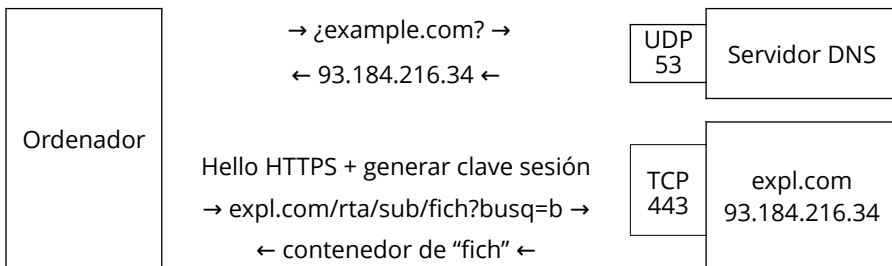 Ordenador
→ ¿example.com? →
← 93.184.216.34 ←
UDP
53
Servidor DNS
Hello HTTPS + generar clave sesión
→ expl.com/rta/sub/fich?busq=b →
← contenedor de “fich” ←
TCP
443
expl.com
93.184.216.34